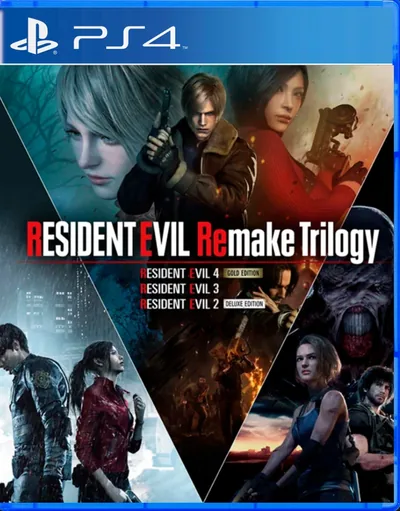 PS4
RESIDENT EVIL Remake Trilogy
RESIDENT EVIL 4 GOLD EDITION
RESIDENT EVIL 3
RESIDENT EVIL 2 DELUXE EDITION